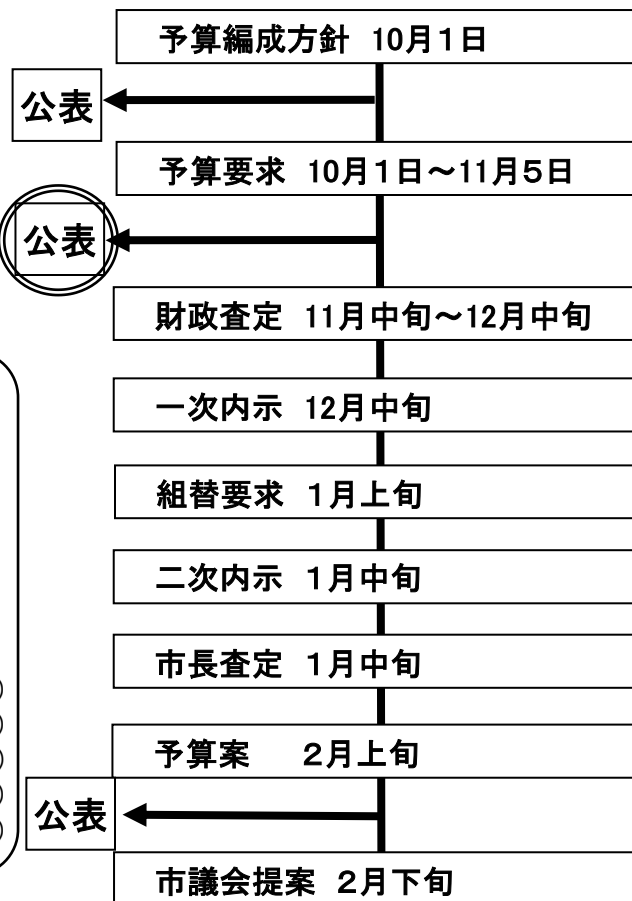 予算編成方針 10月1日
公表
予算要求 10月1日～11月5日
公表
財政査定 11月中旬～12月中旬
一次内示 12月中旬
組替要求 1月上旬
二次内示 1月中旬
市長査定 1月中旬
予算案 2月上旬
公表
市議会提案 2月下旬